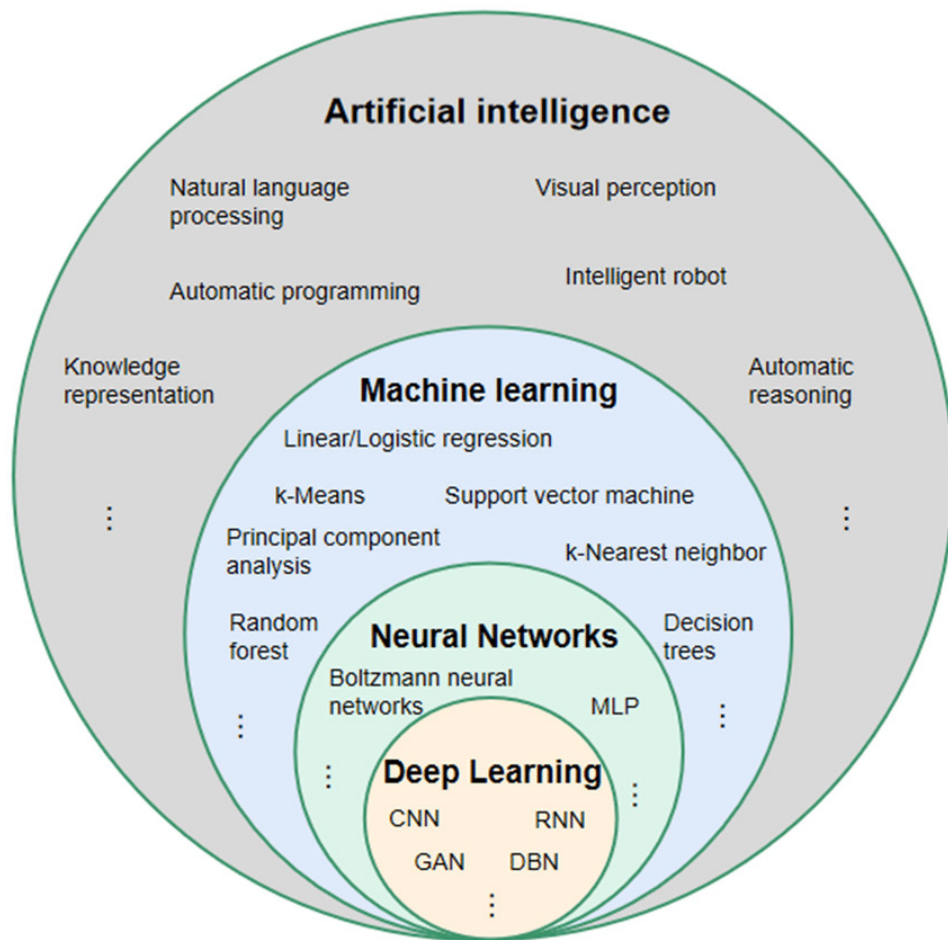 Artificial intelligence
Natural language
processing
Visual perception
Automatic programming
Intelligent robot
Knowledge
representation
Automatic
reasoning
⋮
⋮
Machine learning
Linear/Logistic regression
k-Means
Support vector machine
Principal component
analysis
k-Nearest neighbor
Random
forest
Decision
trees
⋮
⋮
Neural Networks
Boltzmann neural
networks
MLP
⋮
⋮
Deep Learning
CNN
RNN
GAN
DBN
⋮